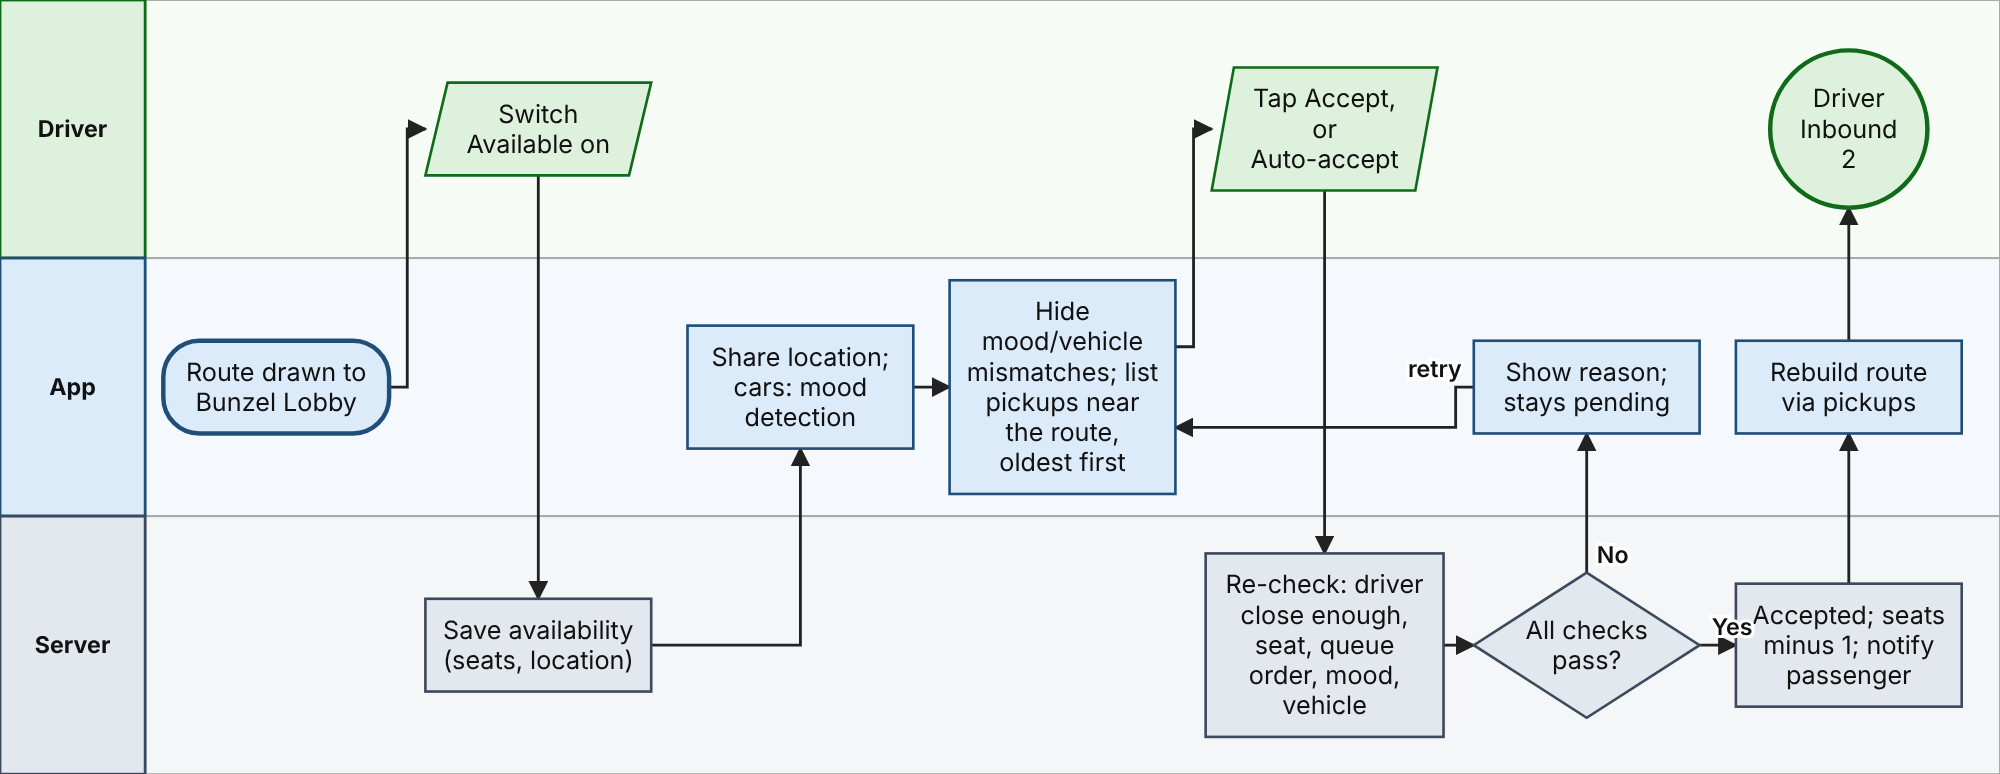 Driver
Switch
Available on
Tap Accept,
or
Auto-accept
Driver
Inbound
2
App
Route drawn to
Bunzel Lobby
Share location;
cars: mood
detection
Hide
mood/vehicle
mismatches; list
pickups near
the route,
oldest first
retry
Show reason;
stays pending
Rebuild route
via pickups
Server
Save availability
(seats, location)
Re-check: driver
close enough,
seat, queue
order, mood,
vehicle
All checks
pass?
No
Yes
Accepted; seats
minus 1; notify
passenger